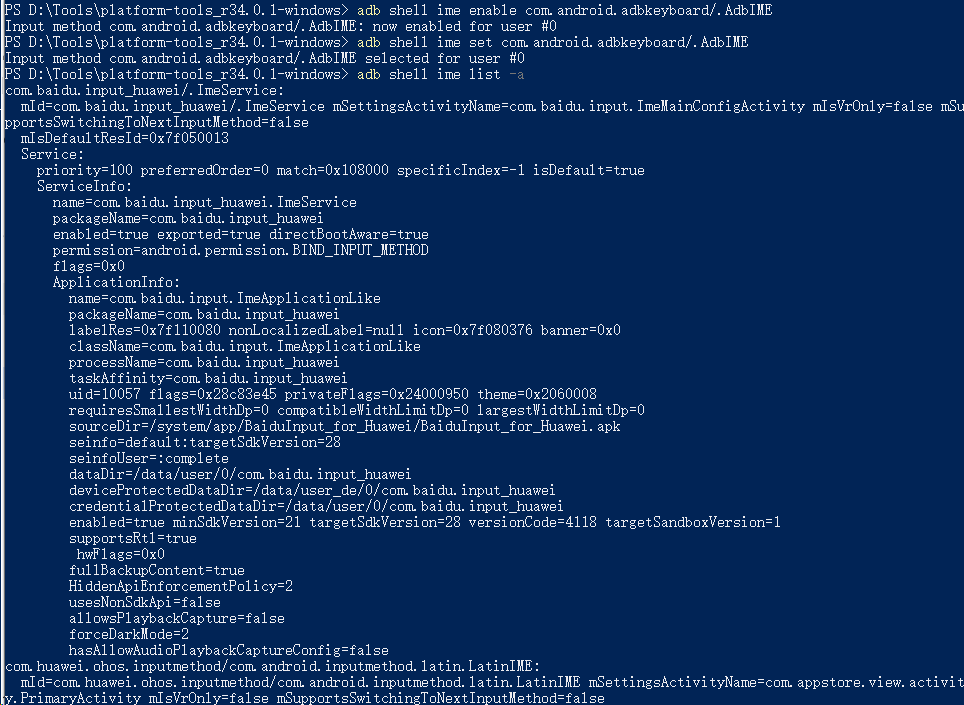 PS D:\Tools\platform-tools_r34.0.1-windows> adb shell ime enable com.android.adbkeyboard/.AdbIME
Input method com.android.adbkeyboard/.AdbIME: now enabled for user #0
PS D:\Tools\platform-tools_r34.0.1-windows> adb shell ime set com.android.adbkeyboard/.AdbIME
Input method com.android.adbkeyboard/.AdbIME selected for user #0
PS D:\Tools\platform-tools_r34.0.1-windows> adb shell ime list -a
com.baidu.input_huawei/.ImeService:
  mId=com.baidu.input_huawei/.ImeService mSettingsActivityName=com.baidu.input.ImeMainConfigActivity mIsVrOnly=false mSu
pportsSwitchingToNextInputMethod=false
  mIsDefaultResId=0x7f050013
  Service:
    priority=100 preferredOrder=0 match=0x108000 specificIndex=-1 isDefault=true
    ServiceInfo:
      name=com.baidu.input_huawei.ImeService
      packageName=com.baidu.input_huawei
      enabled=true exported=true directBootAware=true
      permission=android.permission.BIND_INPUT_METHOD
      flags=0x0
      ApplicationInfo:
        name=com.baidu.input.ImeApplicationLike
        packageName=com.baidu.input_huawei
        labelRes=0x7f110080 nonLocalizedLabel=null icon=0x7f080376 banner=0x0
        className=com.baidu.input.ImeApplicationLike
        processName=com.baidu.input_huawei
        taskAffinity=com.baidu.input_huawei
        uid=10057 flags=0x28c83e45 privateFlags=0x24000950 theme=0x2060008
        requiresSmallestWidthDp=0 compatibleWidthLimitDp=0 largestWidthLimitDp=0
        sourceDir=/system/app/BaiduInput_for_Huawei/BaiduInput_for_Huawei.apk
        seinfo=default:targetSdkVersion=28
        seinfoUser=:complete
        dataDir=/data/user/0/com.baidu.input_huawei
        deviceProtectedDataDir=/data/user_de/0/com.baidu.input_huawei
        credentialProtectedDataDir=/data/user/0/com.baidu.input_huawei
        enabled=true minSdkVersion=21 targetSdkVersion=28 versionCode=4118 targetSandboxVersion=1
        supportsRtl=true
         hwFlags=0x0
        fullBackupContent=true
        HiddenApiEnforcementPolicy=2
        usesNonSdkApi=false
        allowsPlaybackCapture=false
        forceDarkMode=2
        hasAllowAudioPlaybackCaptureConfig=false
com.huawei.ohos.inputmethod/com.android.inputmethod.latin.LatinIME:
  mId=com.huawei.ohos.inputmethod/com.android.inputmethod.latin.LatinIME mSettingsActivityName=com.appstore.view.activit
y.PrimaryActivity mIsVrOnly=false mSupportsSwitchingToNextInputMethod=false